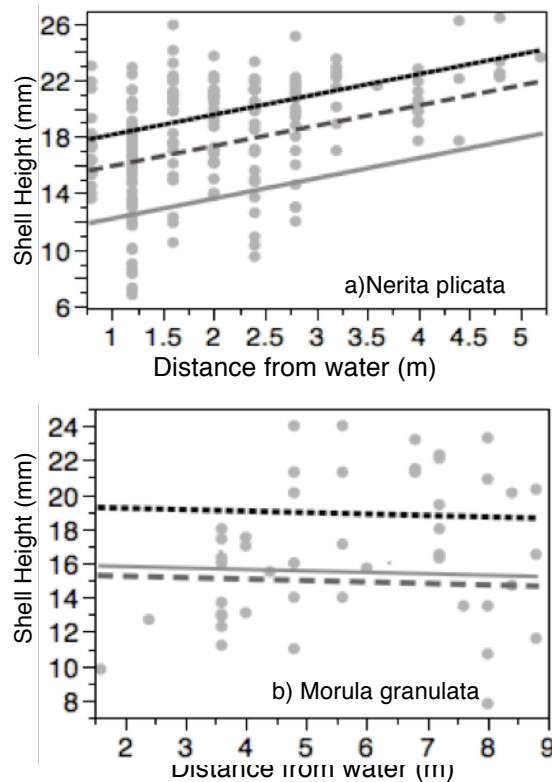 26
22
18
14
10
6
Shell Height (mm)
a)Nerita plicata
1 1.5 2 2.5 3 3.5 4 4.5 5
Distance from water (m)
24
22
20
19
16
14
12
10
8
Shell Height (mm)
b) Morula granulata
2 3 4 5 6 7 8 9
Distance from water (m)